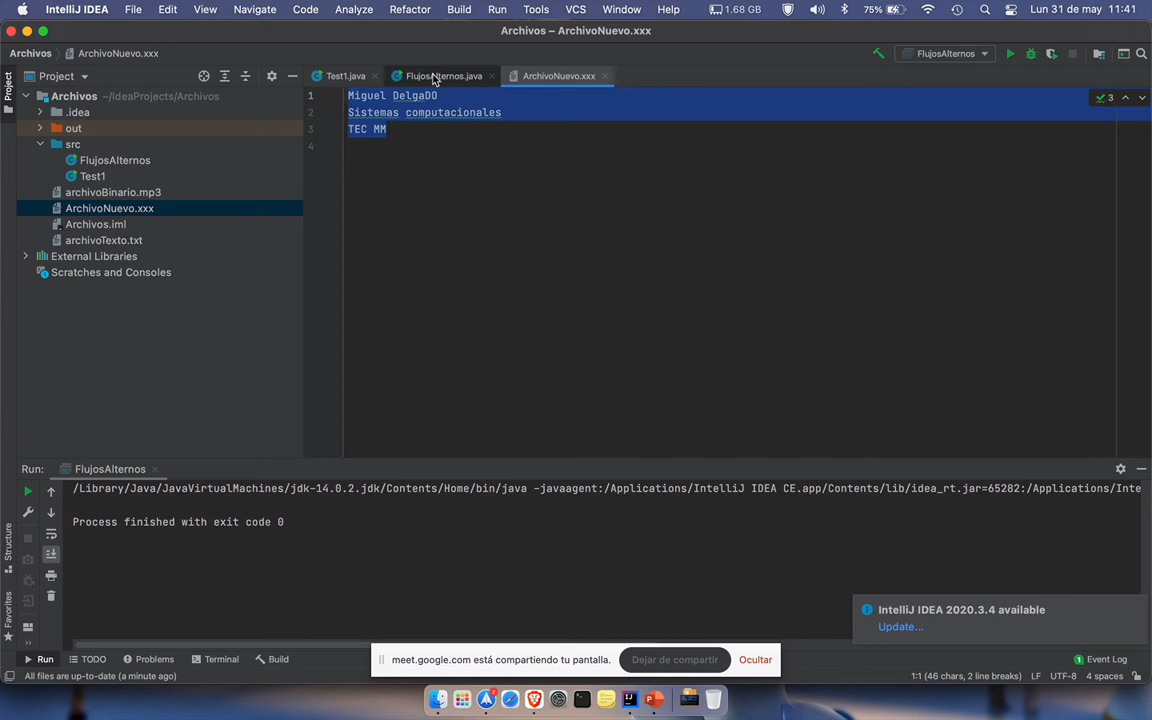 IntelliJ IDEA File Edit View Navigate Code Analyze Refactor Build Run Tools VCS Window Help 1.68 GB 75% Lun 31 de may 11:41
Archivos – ArchivoNuevo.xxx
Archivos ArchivoNuevo.xxx FlujosAlternos
Project Test1.java FlujosAlternos.java ArchivoNuevo.xxx
Project
Archivos ~/IdeaProjects/Archivos
.idea
out
src
FlujosAlternos
Test1
archivoBinario.mp3
ArchivoNuevo.xxx
Archivos.iml
archivoTexto.txt
External Libraries
Scratches and Consoles
1 Miguel DelgaDO
2 Sistemas computacionales
3 TEC MM
4
3
Run: FlujosAlternos
/Library/Java/JavaVirtualMachines/jdk-14.0.2.jdk/Contents/Home/bin/java -javaagent:/Applications/IntelliJ IDEA CE.app/Contents/lib/idea_rt.jar=65282:/Applications/Inte
Process finished with exit code 0
Structure
Favorites
IntelliJ IDEA 2020.3.4 available
Update...
meet.google.com está compartiendo tu pantalla. Dejar de compartir Ocultar
Run TODO Problems Terminal Build 1 Event Log
All files are up-to-date (a minute ago) 1:1 (46 chars, 2 line breaks) LF UTF-8 4 spaces